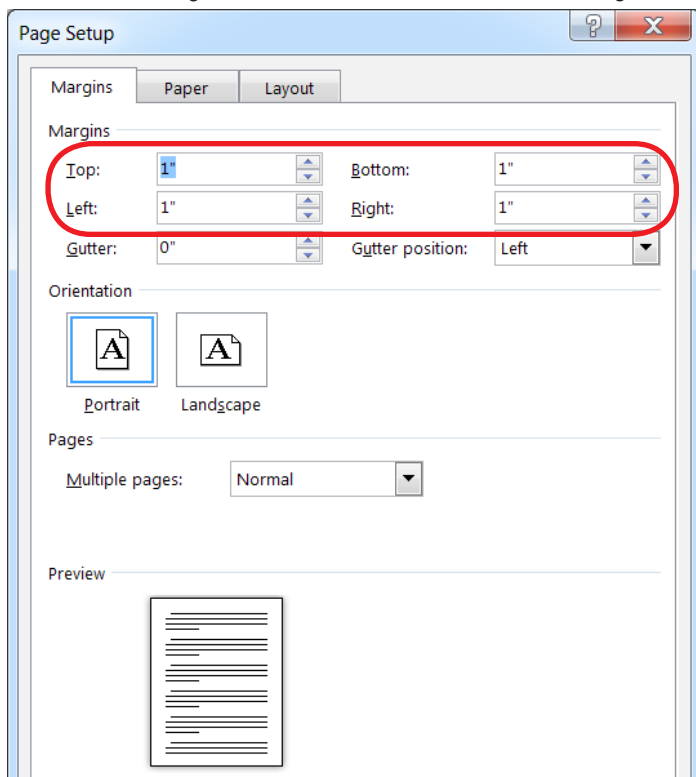 Page Setup
Margins Paper Layout
Margins
Top: 1" Bottom: 1"
Left: 1" Right: 1"
Gutter: 0" Gutter position: Left
Orientation
A A
Portrait Landscape
Pages
Multiple pages: Normal
Preview